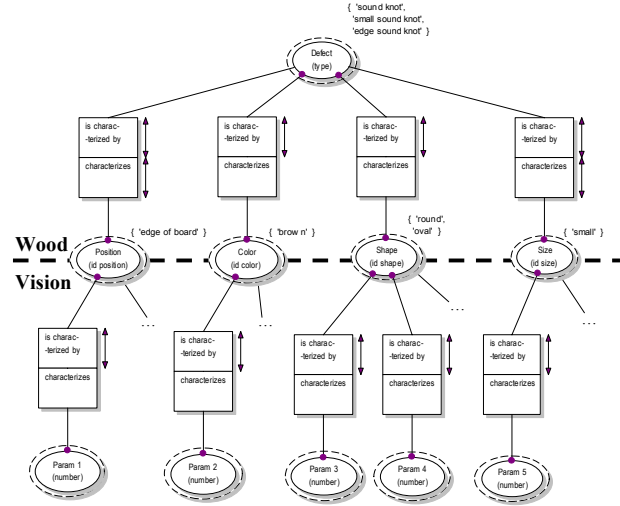 { 'sound knot',
'small sound knot',
'edge sound knot' }
Defect
(type)
is charac-
-terized by
characterizes
is charac-
-terized by
characterizes
is charac-
-terized by
characterizes
is charac-
-terized by
characterizes
Wood
Vision
Position
(id position)
{ 'edge of board' }
Color
(id color)
{ 'brow n' }
Shape
(id shape)
{ 'round',
'oval' }
Size
(id size)
{ 'small' }
...
...
...
...
is charac-
-terized by
characterizes
is charac-
-terized by
characterizes
is charac-
-terized by
characterizes
is charac-
-terized by
characterizes
is charac-
-terized by
characterizes
Param 1
(number)
Param 2
(number)
Param 3
(number)
Param 4
(number)
Param 5
(number)